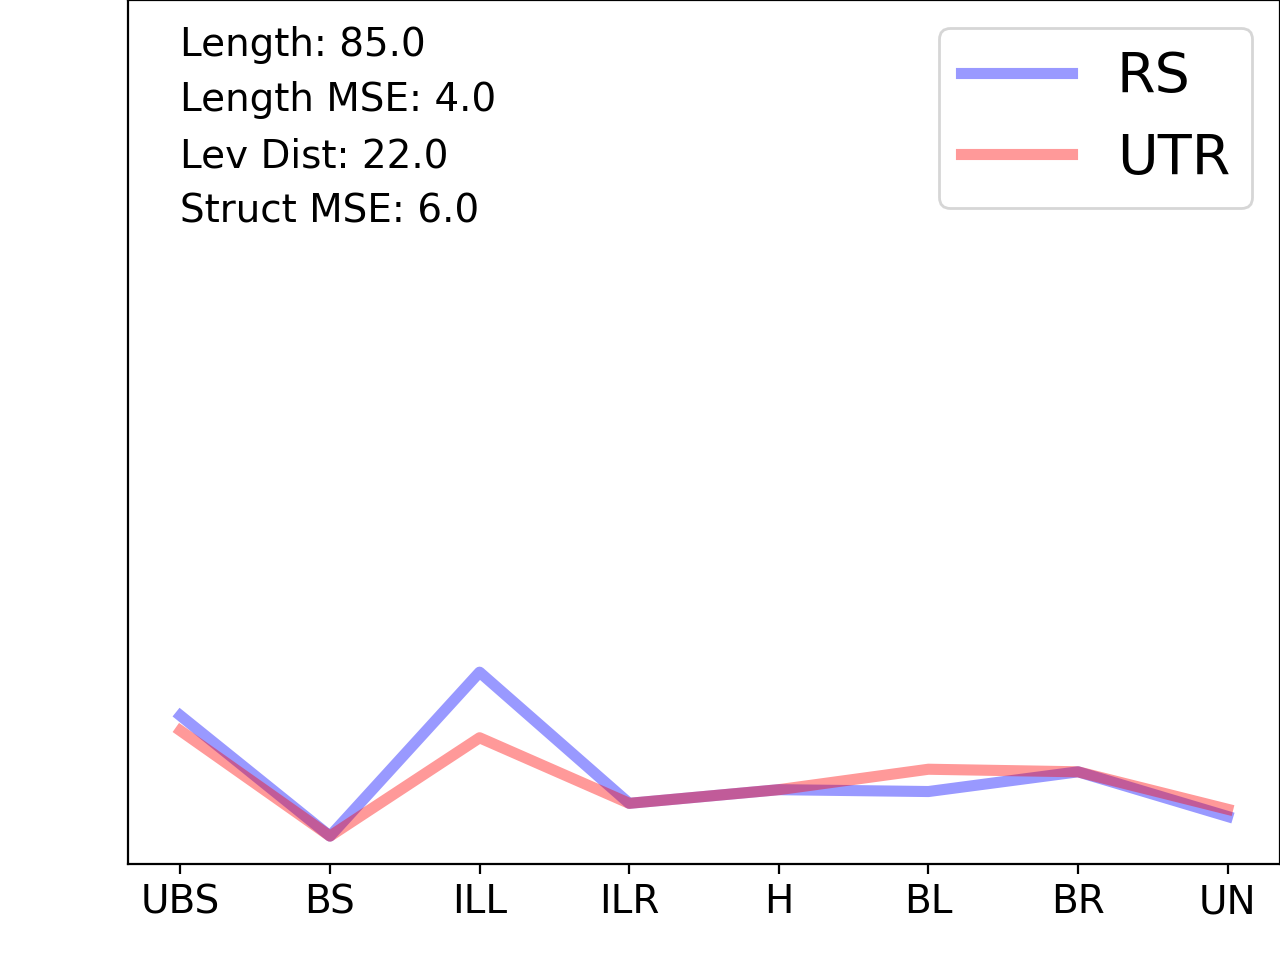 Length: 85.0
Length MSE: 4.0
Lev Dist: 22.0
Struct MSE: 6.0
RS
UTR
UBS BS ILL ILR H BL BR UN